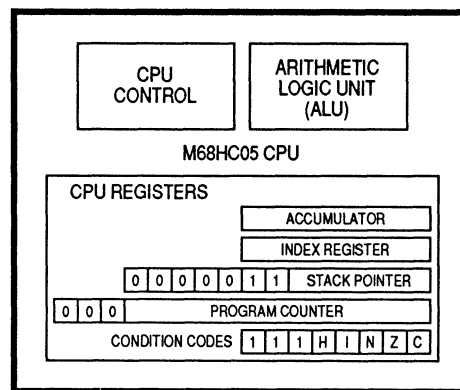 CPU
CONTROL
ARITHMETIC
LOGIC UNIT
(ALU)
M68HC05 CPU
CPU REGISTERS
ACCUMULATOR
INDEX REGISTER
0 0 0 0 0 1 1 STACK POINTER
0 0 0 PROGRAM COUNTER
CONDITION CODES 1 1 1 H I N Z C